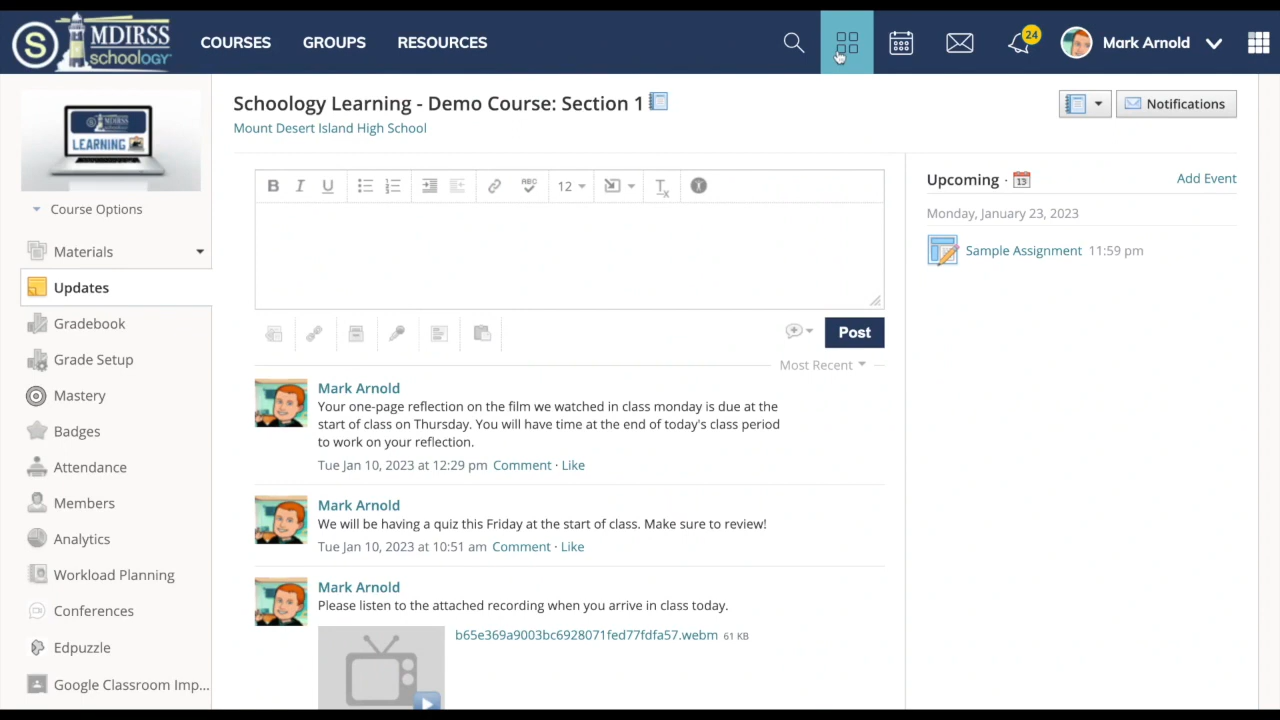 S MDIRSS
schoology
COURSES GROUPS RESOURCES
24
Mark Arnold
MDIRSS
LEARNING
Course Options
Materials
Updates
Gradebook
Grade Setup
Mastery
Badges
Attendance
Members
Analytics
Workload Planning
Conferences
Edpuzzle
Google Classroom Imp...
Schoology Learning - Demo Course: Section 1
Mount Desert Island High School
Notifications
B I U ABC 12 Tx
Post
Most Recent
Mark Arnold
Your one-page reflection on the film we watched in class monday is due at the
start of class on Thursday. You will have time at the end of today's class period
to work on your reflection.
Tue Jan 10, 2023 at 12:29 pm Comment · Like
Mark Arnold
We will be having a quiz this Friday at the start of class. Make sure to review!
Tue Jan 10, 2023 at 10:51 am Comment · Like
Mark Arnold
Please listen to the attached recording when you arrive in class today.
b65e369a9003bc6928071fed77fdfa57.webm 61 KB
Upcoming ·
Add Event
Monday, January 23, 2023
Sample Assignment 11:59 pm